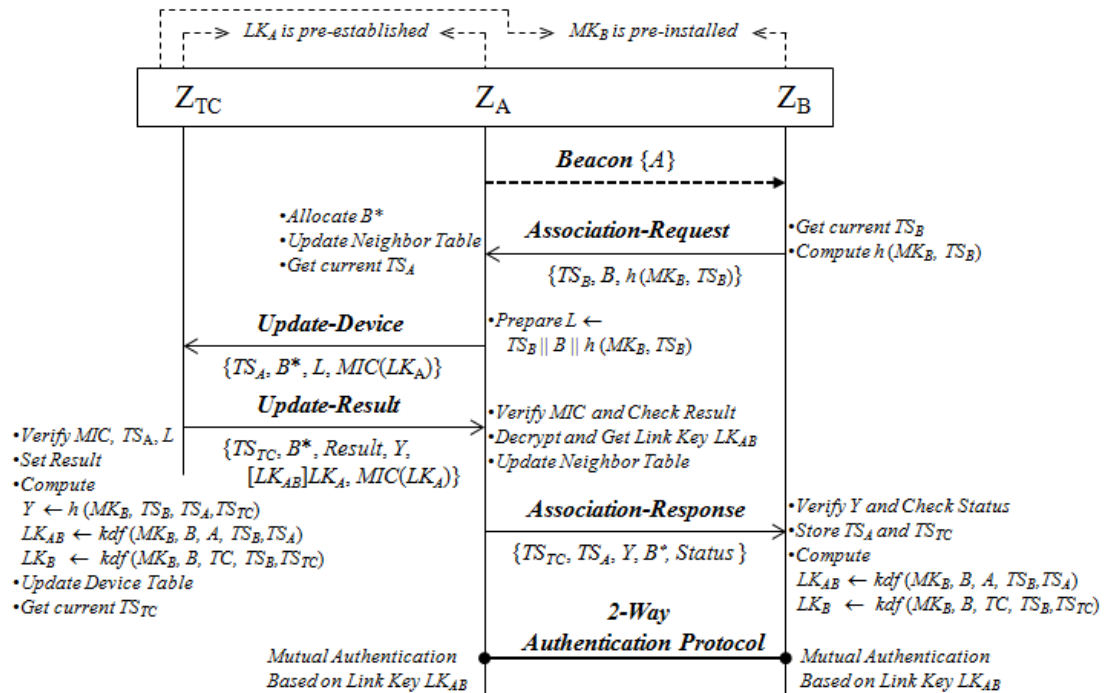 LK_A is pre-established
MK_B is pre-installed
Z_TC
Z_A
Z_B
Beacon {A}
•Allocate B*
•Update Neighbor Table
•Get current TS_A
Association-Request
{TS_B, B, h (MK_B, TS_B)}
•Get current TS_B
•Compute h (MK_B, TS_B)
Update-Device
{TS_A, B*, L, MIC(LK_A)}
•Prepare L ←
TS_B || B || h (MK_B, TS_B)
Update-Result
{TS_TC, B*, Result, Y,
[LK_AB]LK_A, MIC(LK_A)}
•Verify MIC and Check Result
•Decrypt and Get Link Key LK_AB
•Update Neighbor Table
•Verify MIC, TS_A, L
•Set Result
•Compute
Y ← h (MK_B, TS_B, TS_A,TS_TC)
LK_AB ← kdf (MK_B, B, A, TS_B,TS_A)
LK_B ← kdf (MK_B, B, TC, TS_B,TS_TC)
•Update Device Table
•Get current TS_TC
Association-Response
{TS_TC, TS_A, Y, B*, Status }
•Verify Y and Check Status
•Store TS_A and TS_TC
•Compute
LK_AB ← kdf (MK_B, B, A, TS_B,TS_A)
LK_B ← kdf (MK_B, B, TC, TS_B,TS_TC)
2-Way
Authentication Protocol
Mutual Authentication
Based on Link Key LK_AB
Mutual Authentication
Based on Link Key LK_AB